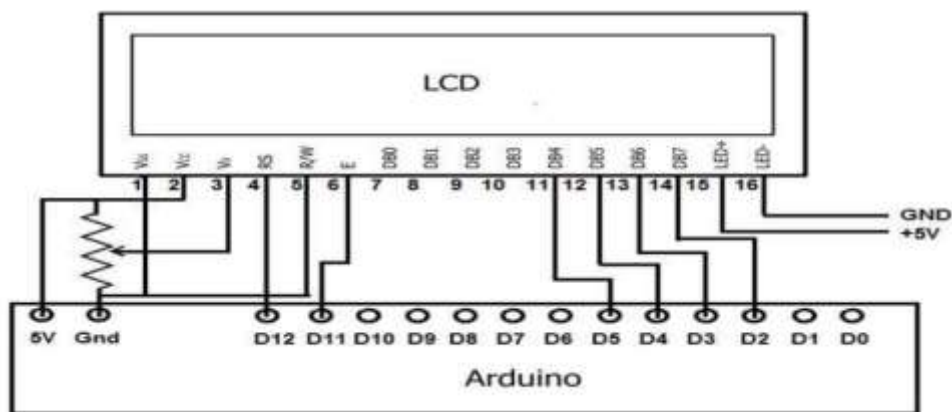 LCD
Vss Vcc V0 RS R/W E DB0 DB1 DB2 DB3 DB4 DB5 DB6 DB7 LED+ LED-
1 2 3 4 5 6 7 8 9 10 11 12 13 14 15 16
GND
+5V
5V Gnd D12 D11 D10 D9 D8 D7 D6 D5 D4 D3 D2 D1 D0
Arduino